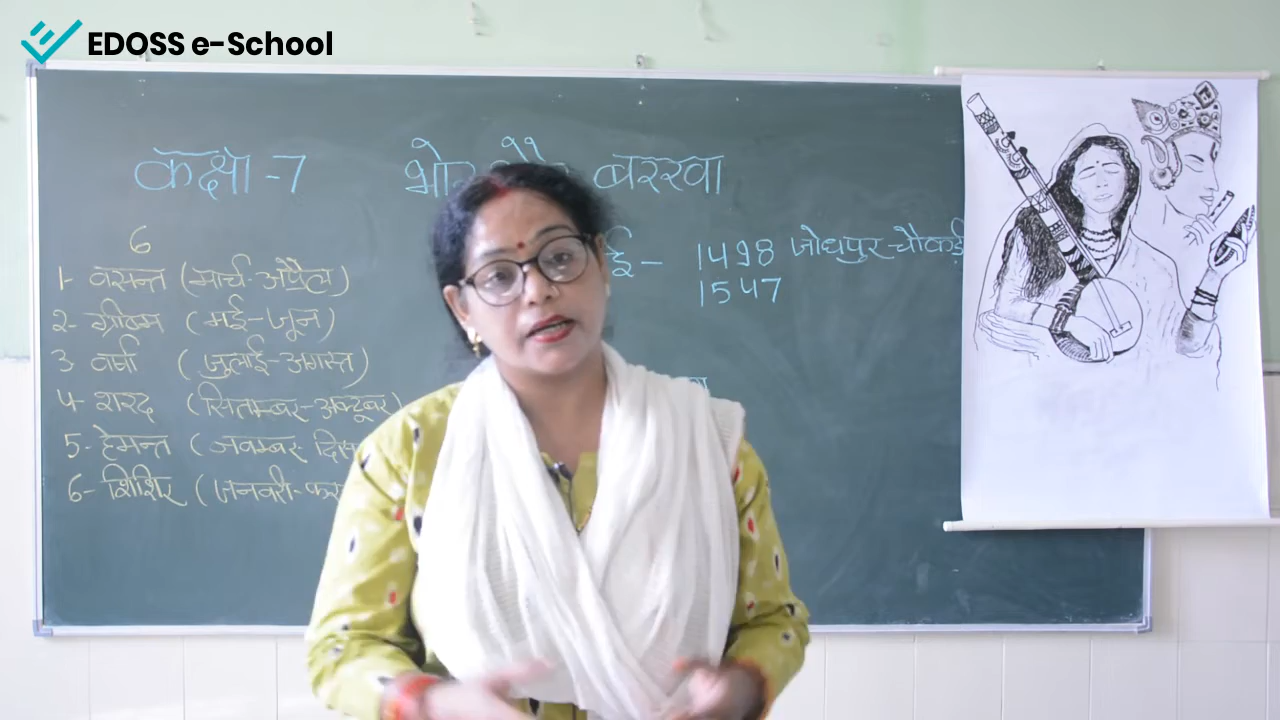 EDOSS e-School
कक्षा -7
बरखा
1498 जोधपुर-चौकड़ी
1547
6
1- वसन्त (मार्च-अप्रैल)
2- ग्रीष्म (मई-जून)
3 वर्षा (जुलाई-अगस्त)
4- शरद (सितम्बर-अक्टूबर)
5- हेमन्त (नवम्बर-
6- शिशिर (जनवरी-